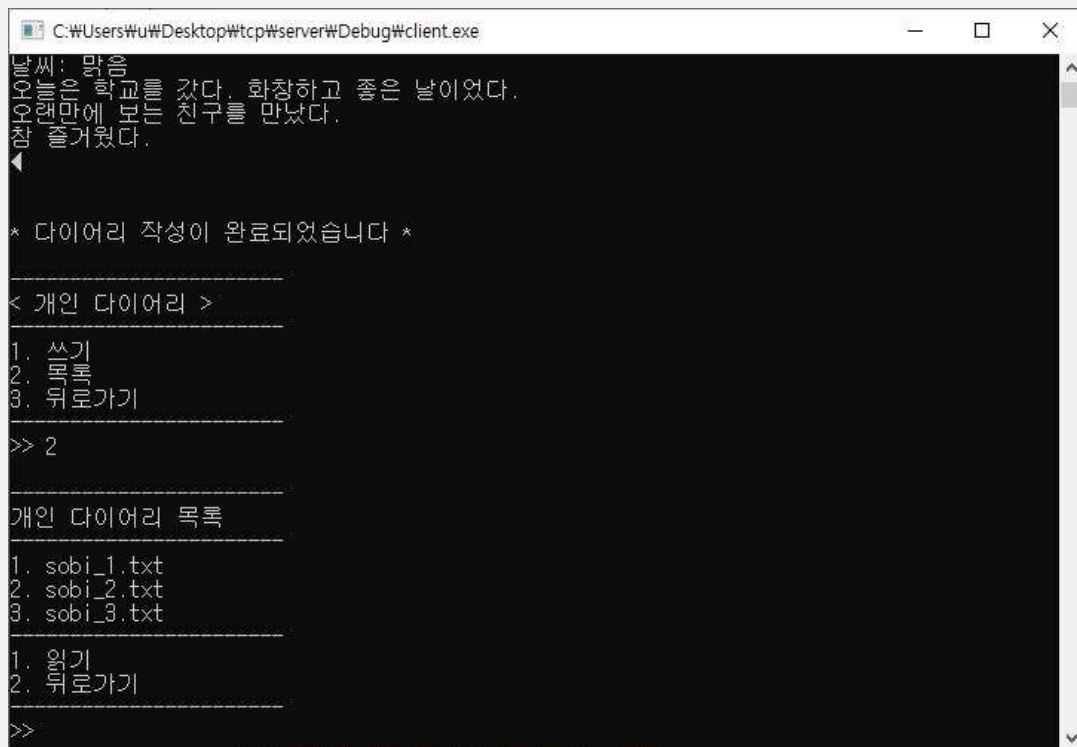 C:₩Users₩u₩Desktop₩tcp₩server₩Debug₩client.exe
날씨: 맑음
오늘은 학교를 갔다. 화창하고 좋은 날이었다.
오랜만에 보는 친구를 만났다.
참 즐거웠다.
* 다이어리 작성이 완료되었습니다 *
-----------------------
< 개인 다이어리 >
-----------------------
1. 쓰기
2. 목록
3. 뒤로가기
-----------------------
>> 2
-----------------------
개인 다이어리 목록
-----------------------
1. sobi_1.txt
2. sobi_2.txt
3. sobi_3.txt
-----------------------
1. 읽기
2. 뒤로가기
-----------------------
>>